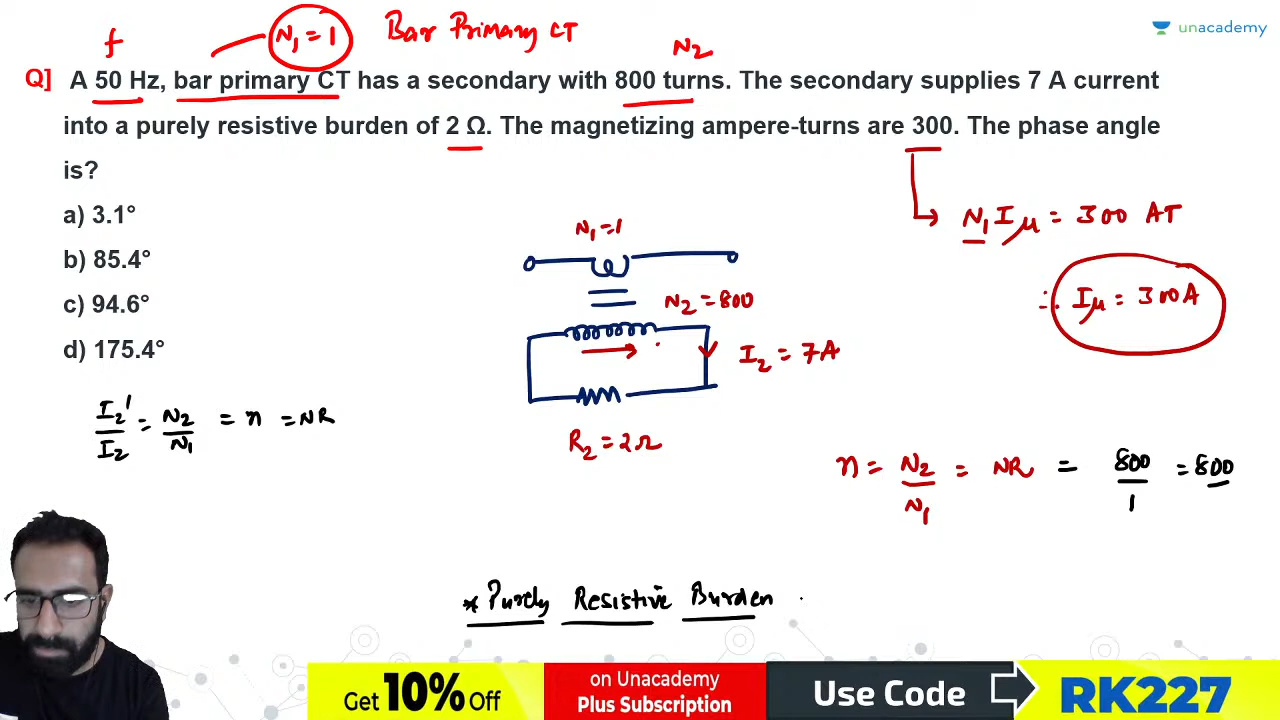 f
N₁ = 1
Bar Primary CT
unacademy
N₂
Q] A 50 Hz, bar primary CT has a secondary with 800 turns. The secondary supplies 7 A current
into a purely resistive burden of 2 Ω. The magnetizing ampere-turns are 300. The phase angle
is?
a) 3.1°
b) 85.4°
c) 94.6°
d) 175.4°
N₁ Iμ = 300 AT
∴ Iμ = 300A
N₁ = 1
N₂ = 800
I₂ = 7A
R₂ = 2Ω
I₂'/I₂ = N₂/N₁ = n = NR
n = N₂/N₁ = NR = 800/1 = 800
* Purely Resistive Burden
Get 10% Off
on Unacademy
Plus Subscription
Use Code
RK227